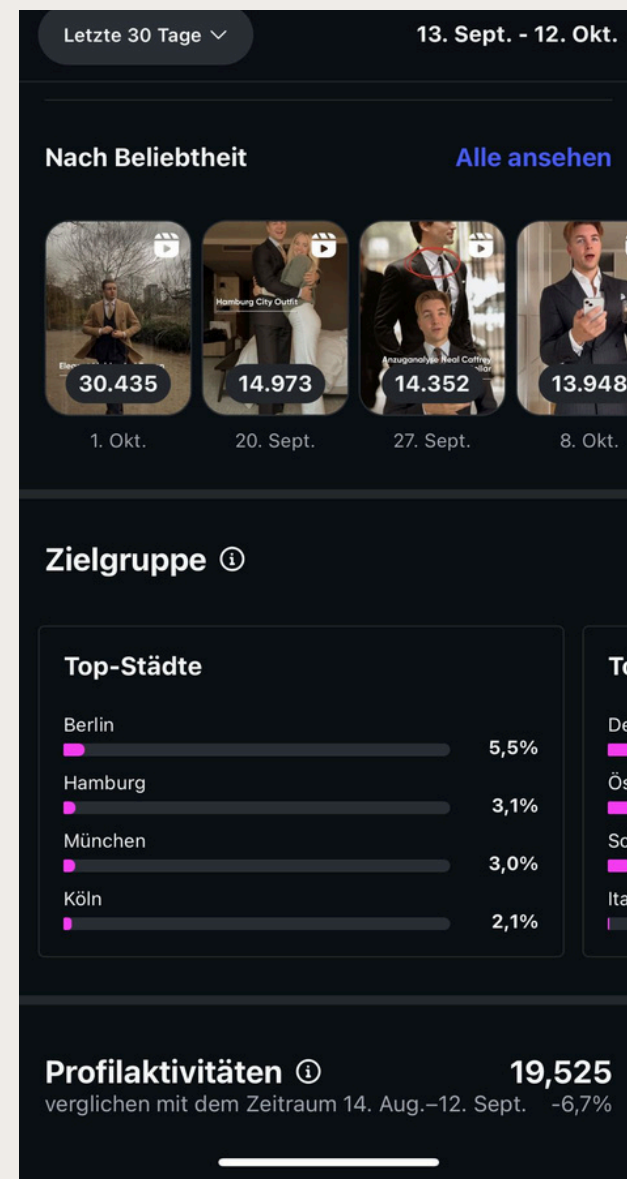 Letzte 30 Tage
13. Sept. - 12. Okt.
Nach Beliebtheit
Alle ansehen
Hamburg City Outfit
Anzuganalyse Neal Caffrey
30.435
14.973
14.352
13.948
1. Okt.
20. Sept.
27. Sept.
8. Okt.
Zielgruppe
Top-Städte
Berlin
5,5%
Hamburg
3,1%
München
3,0%
Köln
2,1%
Profilaktivitäten
19,525
verglichen mit dem Zeitraum 14. Aug.–12. Sept.
-6,7%